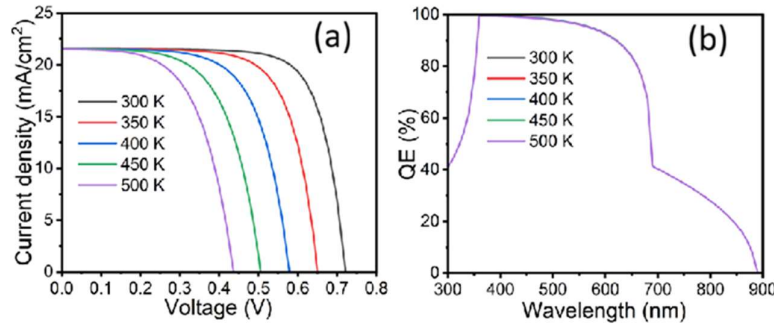 (a)
25
20
15
10
5
0
Current density (mA/cm²)
300 K
350 K
400 K
450 K
500 K
0.0 0.1 0.2 0.3 0.4 0.5 0.6 0.7 0.8
Voltage (V)
(b)
100
80
60
40
20
0
QE (%)
300 K
350 K
400 K
450 K
500 K
300 400 500 600 700 800 900
Wavelength (nm)